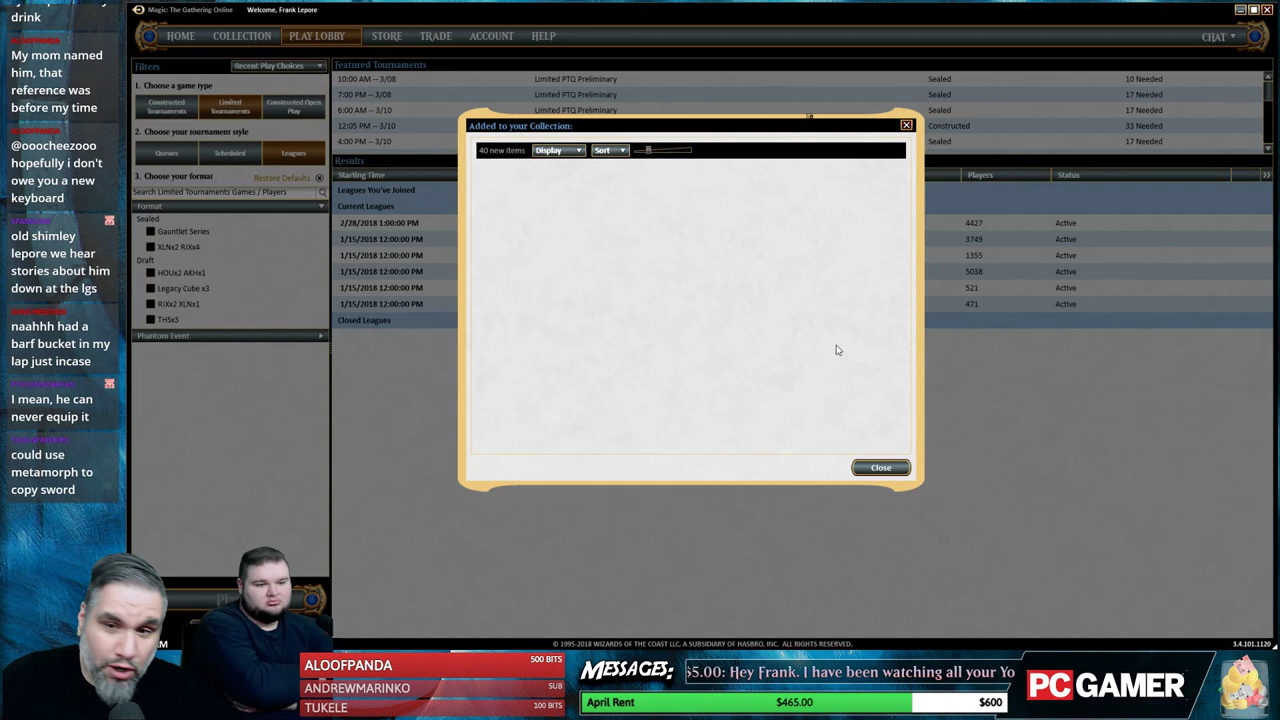 drink
ALOOFPANDA
My mom named
him, that
reference was
before my time
ALOOFPANDA
@ooocheezooo
hopefully i don't
owe you a new
keyboard
old shimley
lepore we hear
stories about him
down at the lgs
naahhh had a
barf bucket in my
lap just incase
I mean, he can
never equip it
could use
metamorph to
copy sword
Magic: The Gathering Online Welcome, Frank Lepore
HOME COLLECTION PLAY LOBBY STORE TRADE ACCOUNT HELP CHAT
Filters Recent Play Choices
1. Choose a game type
Constructed Tournaments
Limited Tournaments
Constructed Open Play
2. Choose your tournament style
Queues Scheduled Leagues
3. Choose your format Restore Defaults
Search Limited Tournaments Games / Players
Format
Sealed
Gauntlet Series
XLNx2 RIXx4
Draft
HOUx2 AKHx1
Legacy Cube x3
RIXx2 XLNx1
THSx3
Phantom Event
Featured Tournaments
10:00 AM -- 3/08 Limited PTQ Preliminary Sealed 10 Needed
7:00 PM -- 3/08 Limited PTQ Preliminary Sealed 17 Needed
6:00 AM -- 3/10 Limited PTQ Preliminary Sealed 17 Needed
12:05 PM -- 3/10 Constructed 33 Needed
4:00 PM -- 3/10 Sealed 17 Needed
Results
Starting Time Players Status
Leagues You've Joined
Current Leagues
2/28/2018 1:00:00 PM 4427 Active
1/15/2018 12:00:00 PM 3749 Active
1/15/2018 12:00:00 PM 1355 Active
1/15/2018 12:00:00 PM 5038 Active
1/15/2018 12:00:00 PM 521 Active
1/15/2018 12:00:00 PM 471 Active
Closed Leagues
Added to your Collection:
40 new items Display Sort
Close
© 1995-2018 WIZARDS OF THE COAST LLC, A SUBSIDIARY OF HASBRO, INC. ALL RIGHTS RESERVED. 3.4.101.1120
ALOOFPANDA 500 BITS
ANDREWMARINKO SUB
TUKELE 100 BITS
MESSAGES: $5.00: Hey Frank. I have been watching all your Yo
April Rent $465.00 $600
PC GAMER